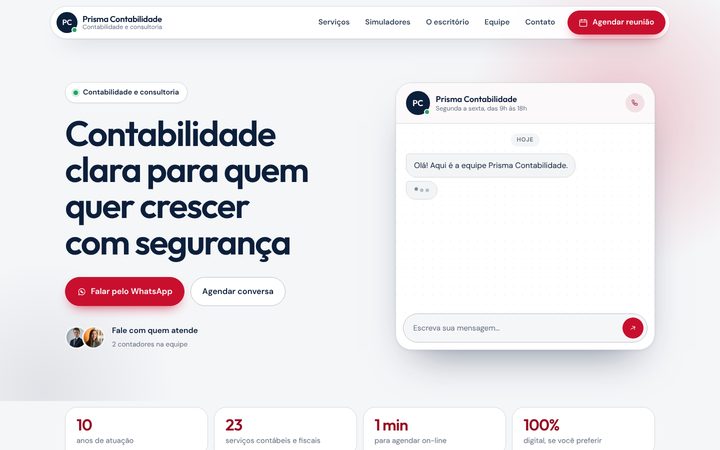 PC
Prisma Contabilidade
Contabilidade e consultoria
Serviços
Simuladores
O escritório
Equipe
Contato
Agendar reunião
Contabilidade e consultoria
Contabilidade
clara para quem
quer crescer
com segurança
Falar pelo WhatsApp
Agendar conversa
Fale com quem atende
2 contadores na equipe
PC
Prisma Contabilidade
Segunda a sexta, das 9h às 18h
HOJE
Olá! Aqui é a equipe Prisma Contabilidade.
Escreva sua mensagem...
10
anos de atuação
23
serviços contábeis e fiscais
1 min
para agendar on-line
100%
digital, se você preferir